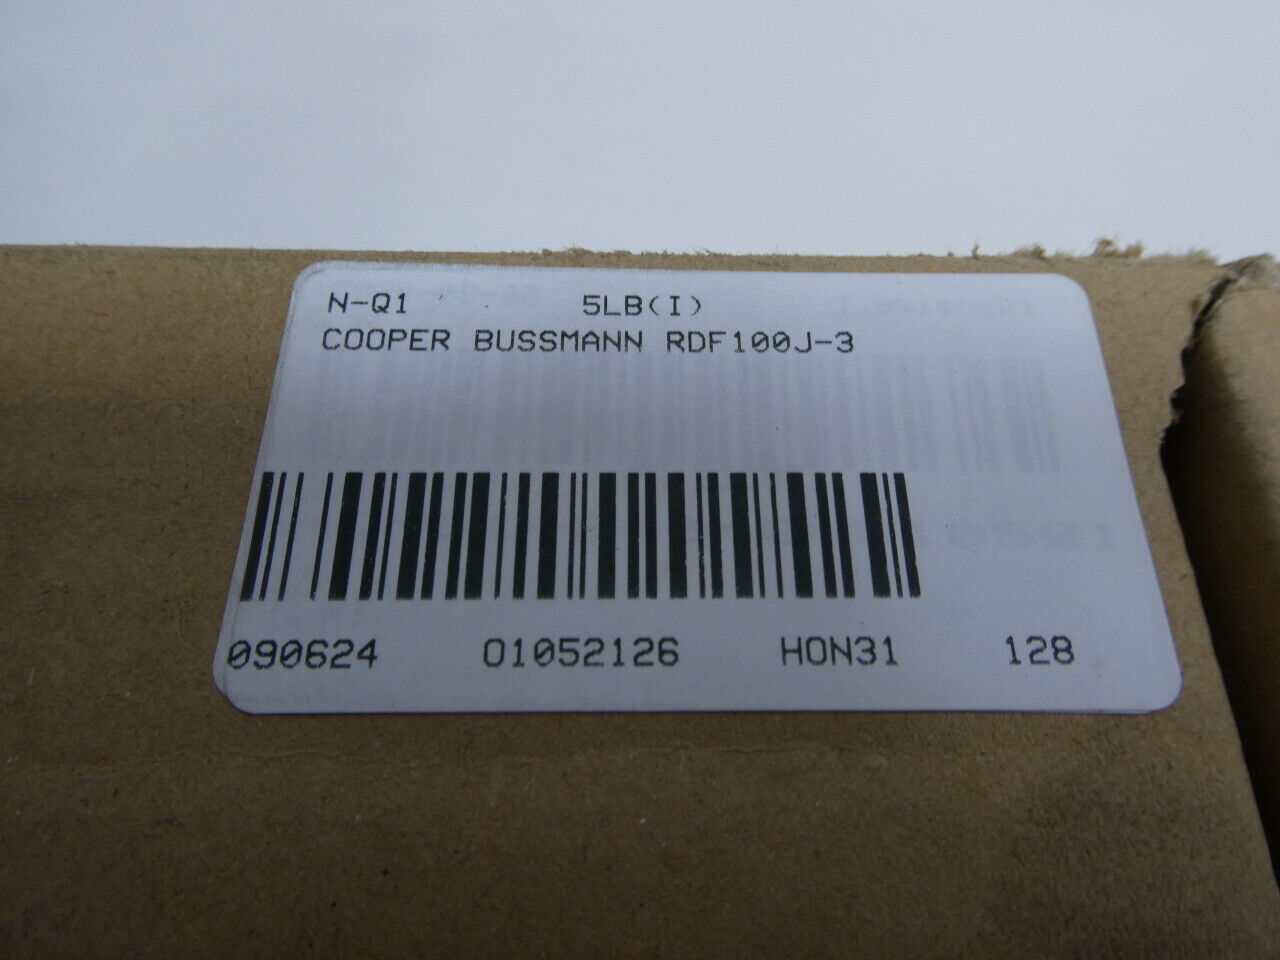 N-Q1 5LB(I)
COOPER BUSSMANN RDF100J-3
090624 01052126 HON31 128